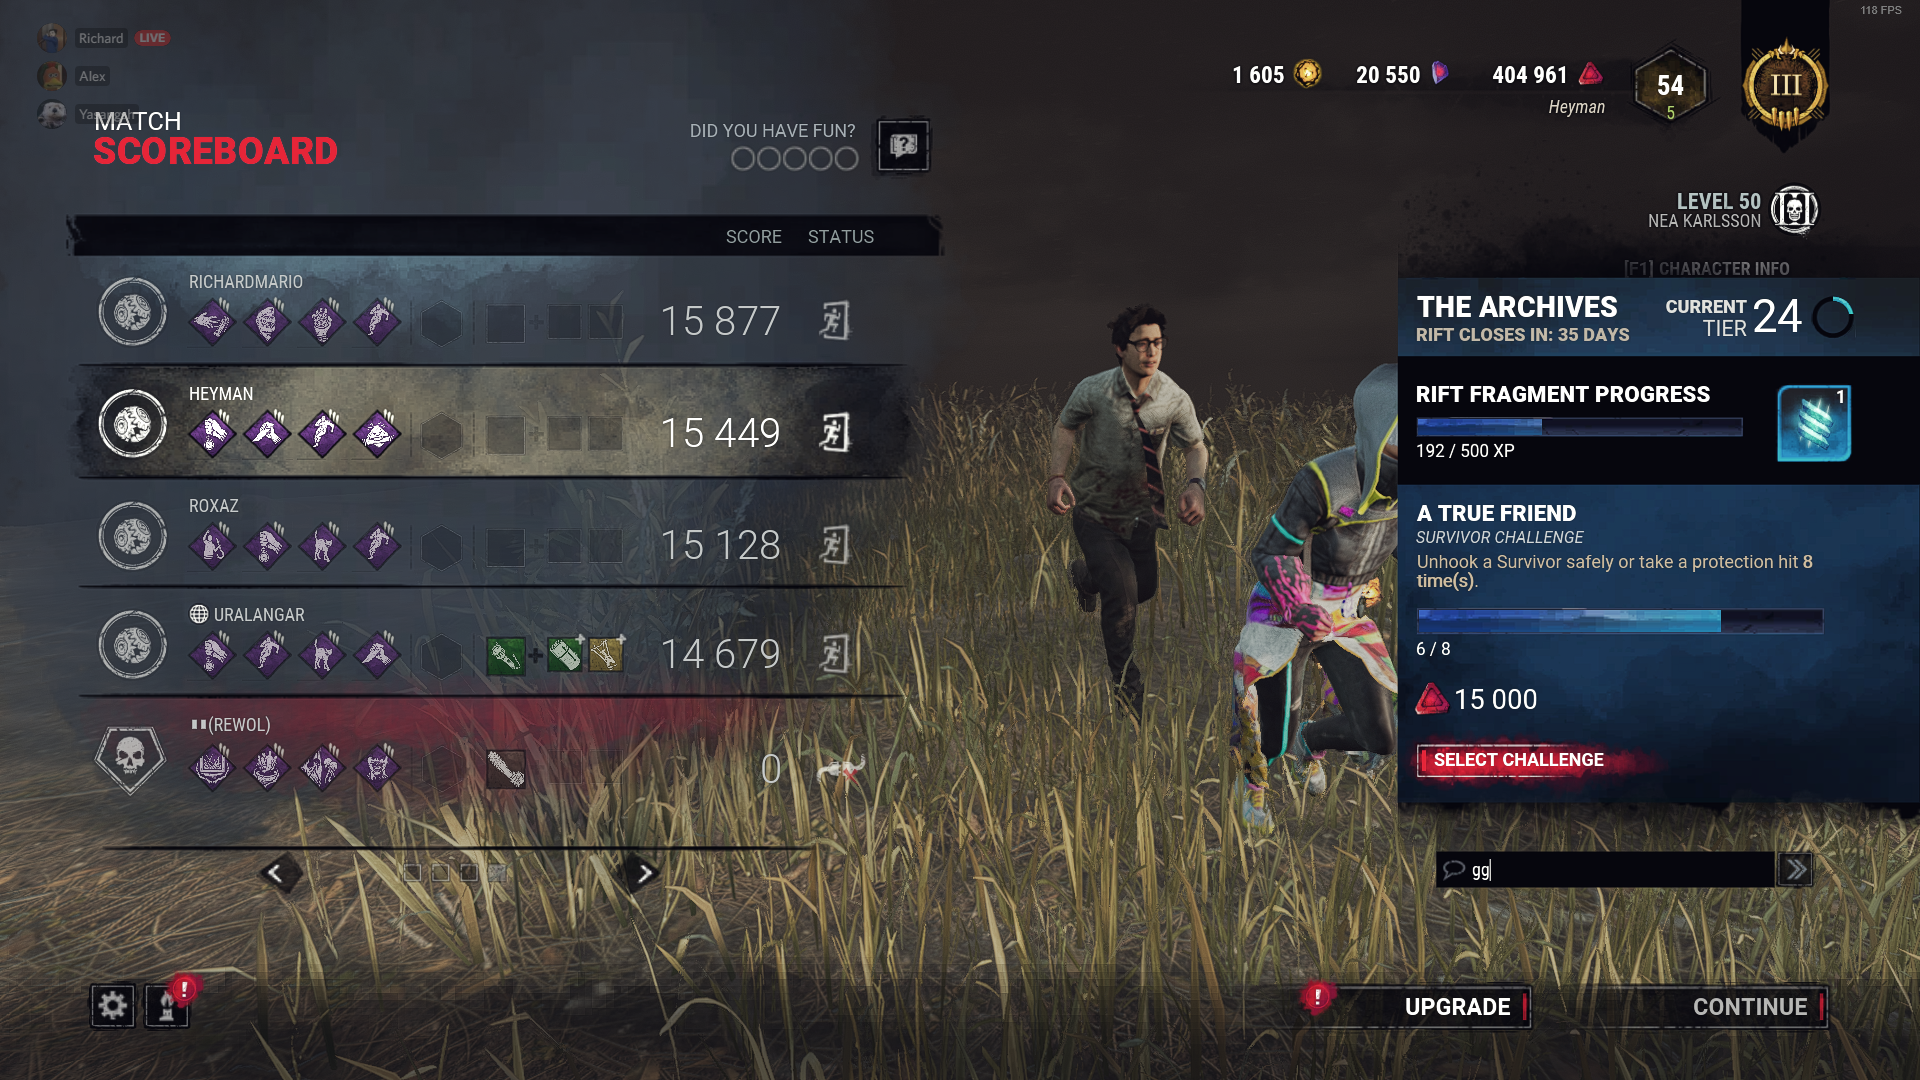 118 FPS
Richard LIVE
Alex
1 605
20 550
404 961
Heyman
54
5
III
MATCH
SCOREBOARD
DID YOU HAVE FUN?
?
LEVEL 50
NEA KARLSSON
[F1] CHARACTER INFO
SCORE STATUS
RICHARDMARIO
15 877
HEYMAN
15 449
ROXAZ
15 128
URALANGAR
14 679
(REWOL)
0
THE ARCHIVES
RIFT CLOSES IN: 35 DAYS
CURRENT
TIER 24
RIFT FRAGMENT PROGRESS
1
192 / 500 XP
A TRUE FRIEND
SURVIVOR CHALLENGE
Unhook a Survivor safely or take a protection hit 8
time(s).
6 / 8
15 000
SELECT CHALLENGE
gg
!
!
UPGRADE
CONTINUE